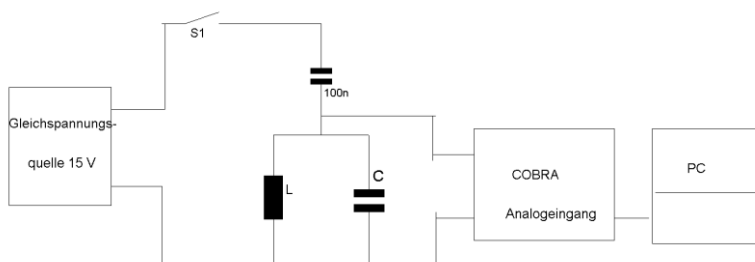 S1
100n
Gleichspannungs-
quelle 15 V
L
C
COBRA
Analogeingang
PC